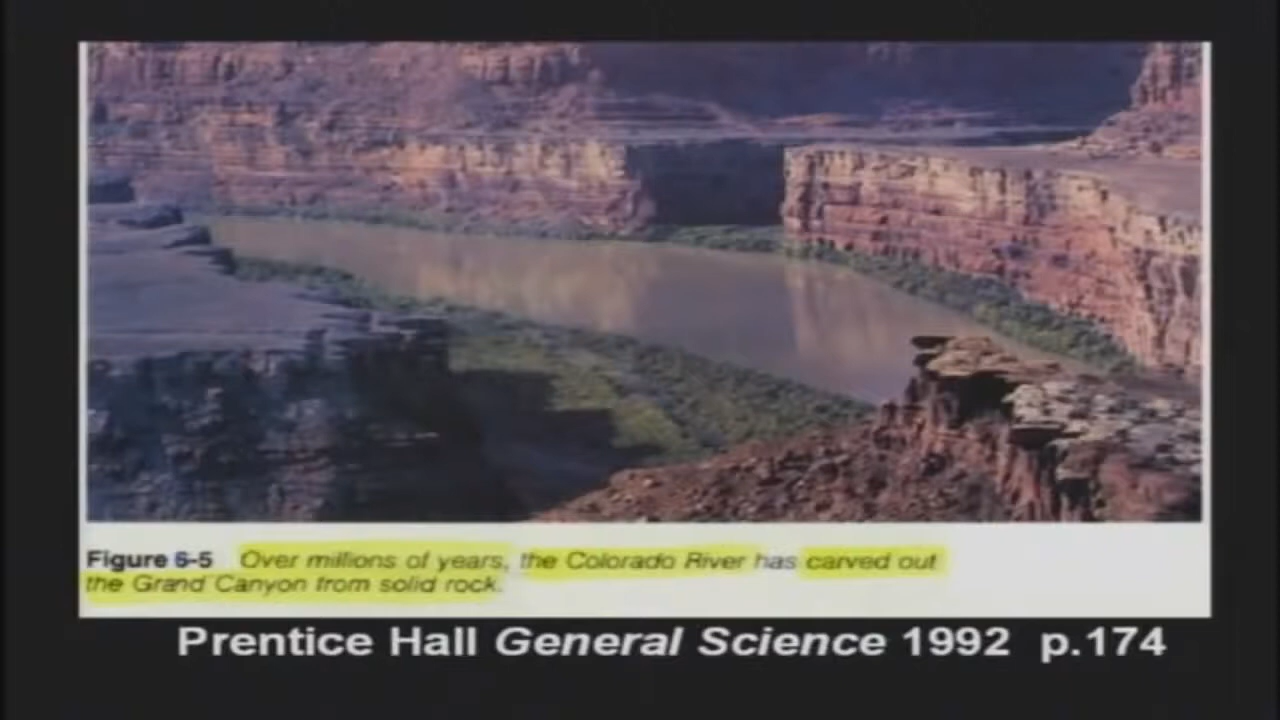 Figure 6-5 Over millions of years, the Colorado River has carved out
the Grand Canyon from solid rock.
Prentice Hall General Science 1992 p.174